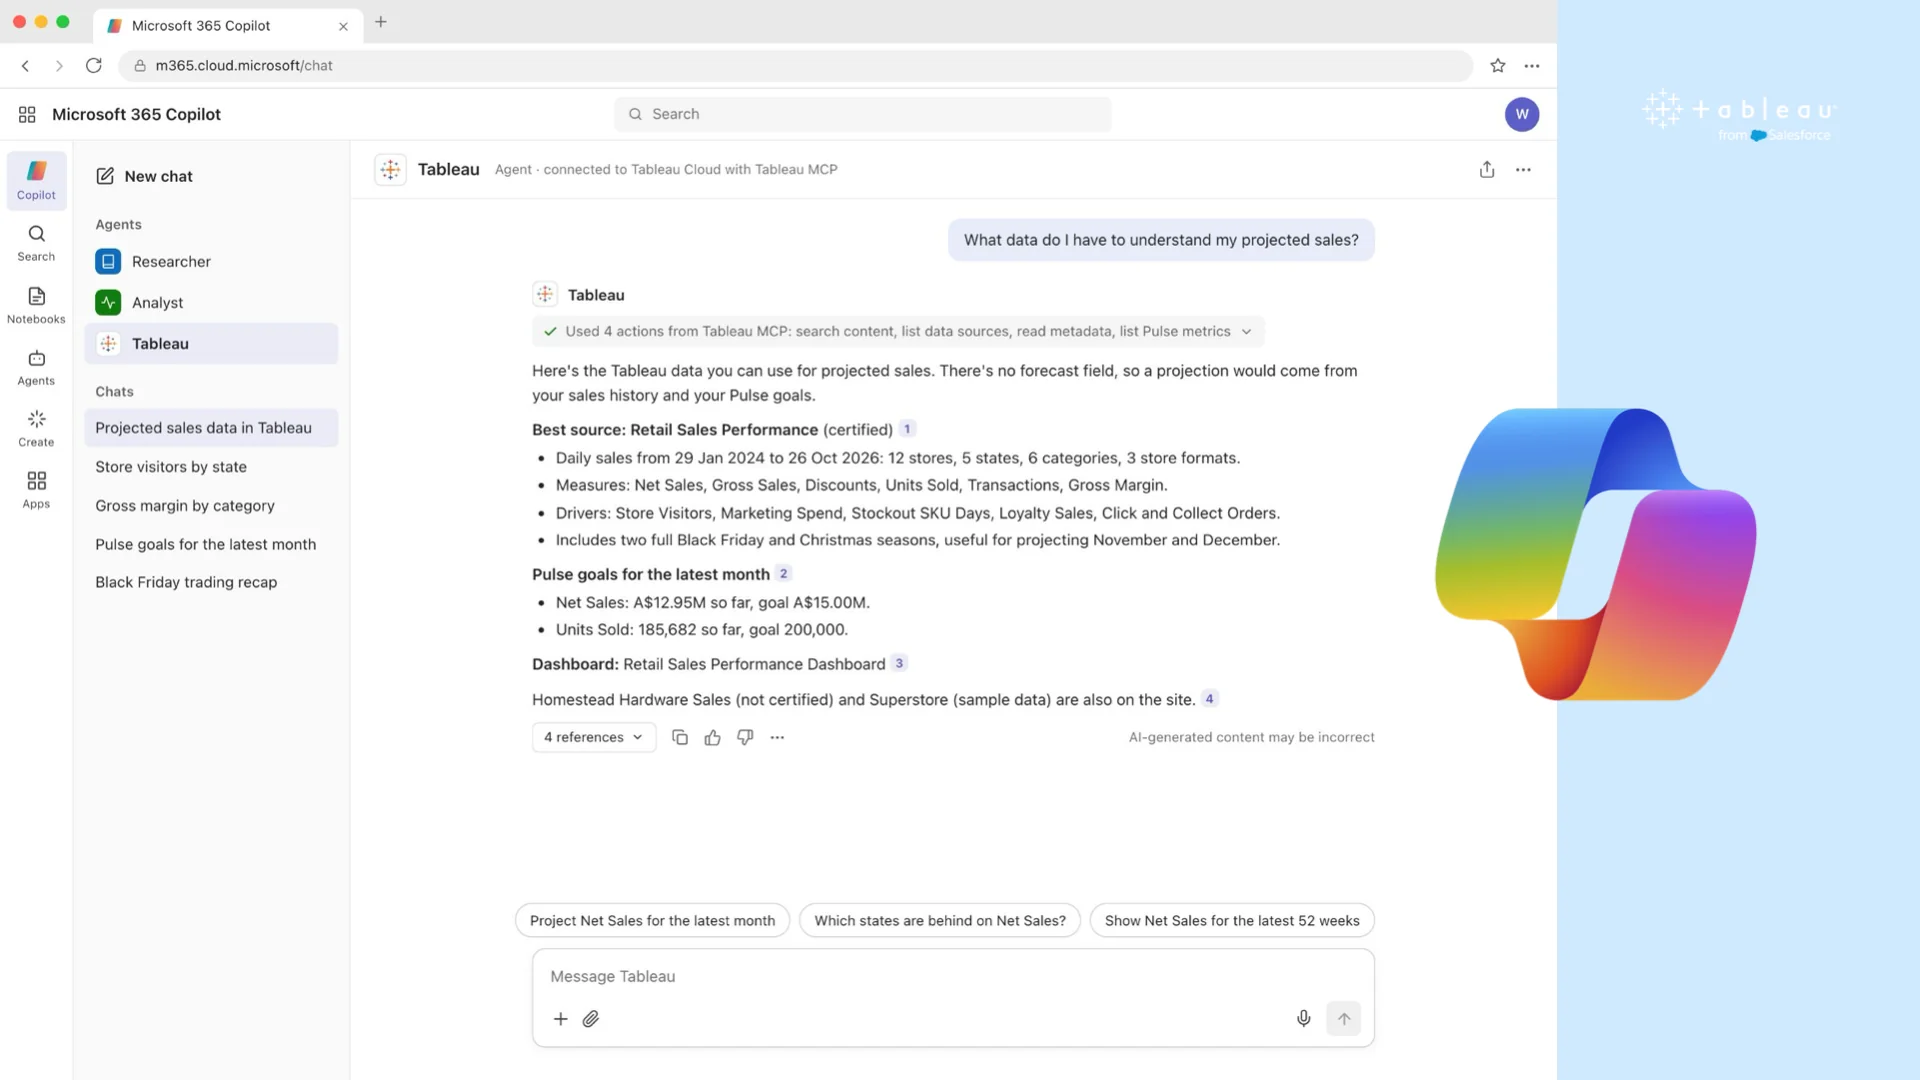 Microsoft 365 Copilot
m365.cloud.microsoft/chat
Microsoft 365 Copilot
Search
W
tableau
from Salesforce
Copilot
Search
Notebooks
Agents
Create
Apps
New chat
Agents
Researcher
Analyst
Tableau
Chats
Projected sales data in Tableau
Store visitors by state
Gross margin by category
Pulse goals for the latest month
Black Friday trading recap
Tableau Agent · connected to Tableau Cloud with Tableau MCP
What data do I have to understand my projected sales?
Tableau
Used 4 actions from Tableau MCP: search content, list data sources, read metadata, list Pulse metrics
Here's the Tableau data you can use for projected sales. There's no forecast field, so a projection would come from
your sales history and your Pulse goals.
Best source: Retail Sales Performance (certified) 1
• Daily sales from 29 Jan 2024 to 26 Oct 2026: 12 stores, 5 states, 6 categories, 3 store formats.
• Measures: Net Sales, Gross Sales, Discounts, Units Sold, Transactions, Gross Margin.
• Drivers: Store Visitors, Marketing Spend, Stockout SKU Days, Loyalty Sales, Click and Collect Orders.
• Includes two full Black Friday and Christmas seasons, useful for projecting November and December.
Pulse goals for the latest month 2
• Net Sales: A$12.95M so far, goal A$15.00M.
• Units Sold: 185,682 so far, goal 200,000.
Dashboard: Retail Sales Performance Dashboard 3
Homestead Hardware Sales (not certified) and Superstore (sample data) are also on the site. 4
4 references
AI-generated content may be incorrect
Project Net Sales for the latest month
Which states are behind on Net Sales?
Show Net Sales for the latest 52 weeks
Message Tableau